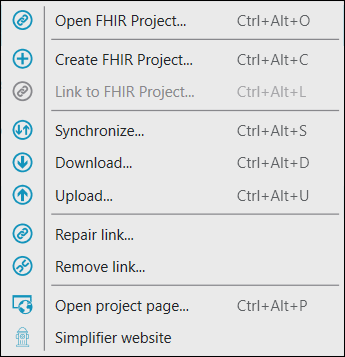 Open FHIR Project... Ctrl+Alt+O
Create FHIR Project... Ctrl+Alt+C
Link to FHIR Project... Ctrl+Alt+L
Synchronize... Ctrl+Alt+S
Download... Ctrl+Alt+D
Upload... Ctrl+Alt+U
Repair link...
Remove link...
Open project page... Ctrl+Alt+P
Simplifier website